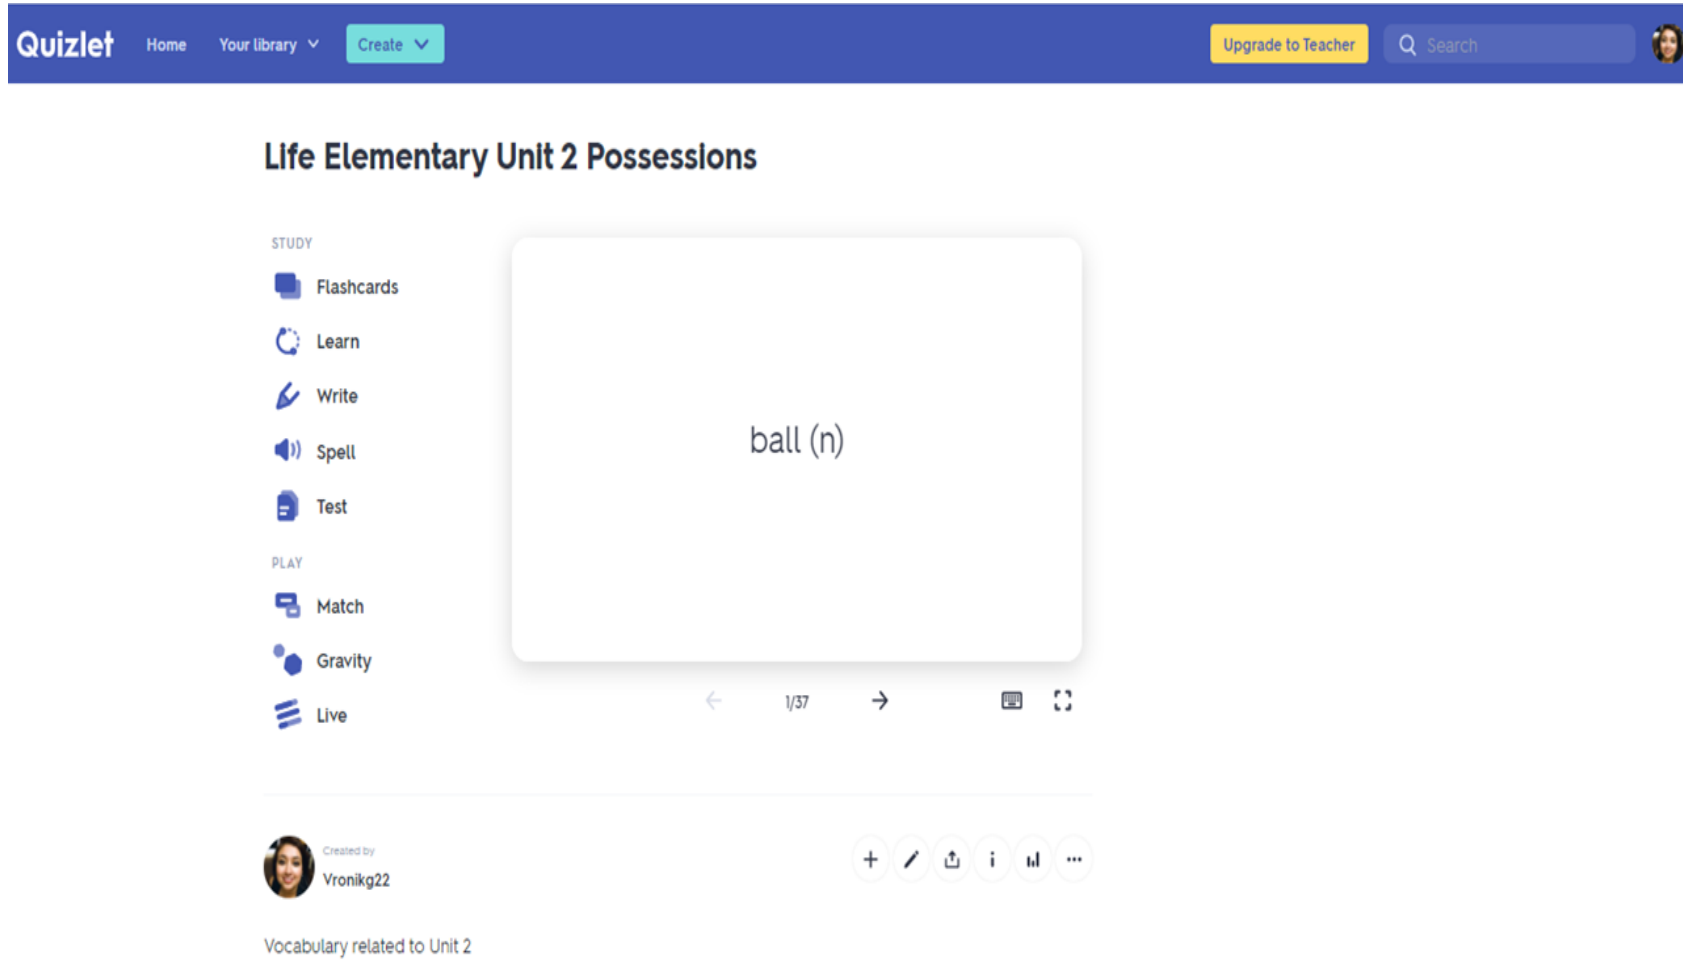 Quizlet Home Your library Create Upgrade to Teacher Search
Life Elementary Unit 2 Possessions
STUDY
Flashcards
Learn
Write
Spell
Test
PLAY
Match
Gravity
Live
ball (n)
1/37
Created by
Vronikg22
Vocabulary related to Unit 2